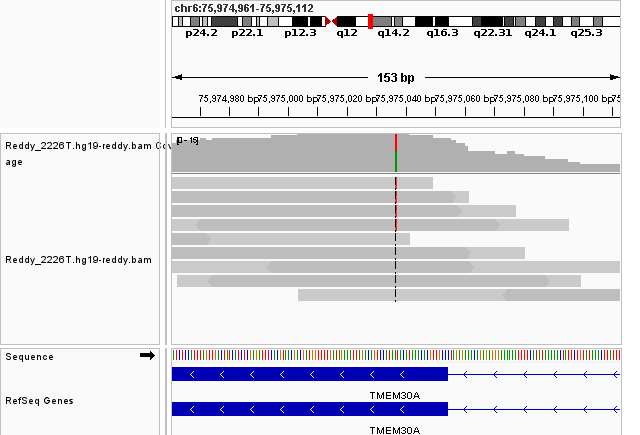 chr6:75,974,961-75,975,112
p24.2 p22.1 p12.3 q12 q14.2 q16.3 q22.31 q24.1 q25.3
153 bp
75,974,980 bp 75,975,000 bp 75,975,020 bp 75,975,040 bp 75,975,060 bp 75,975,080 bp 75,975,100 bp 75
Reddy_2226T.hg19-reddy.bam Cov
age
Reddy_2226T.hg19-reddy.bam
Sequence
RefSeq Genes
TMEM30A
TMEM30A